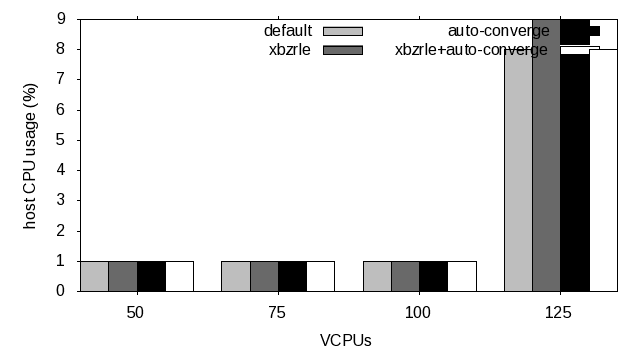 9
8
7
6
5
4
3
2
1
0
host CPU usage (%)
default
auto-converge
xbzrle
xbzrle+auto-converge
50
75
100
125
VCPUs